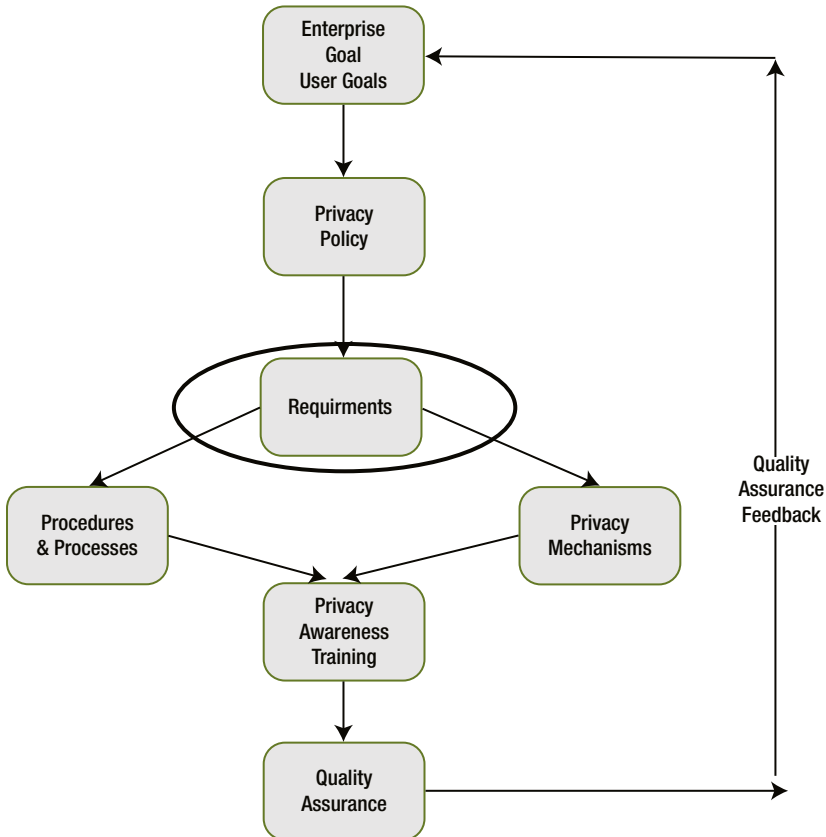 Enterprise
Goal
User Goals
Privacy
Policy
Requirments
Procedures
& Processes
Privacy
Mechanisms
Quality
Assurance
Feedback
Privacy
Awareness
Training
Quality
Assurance